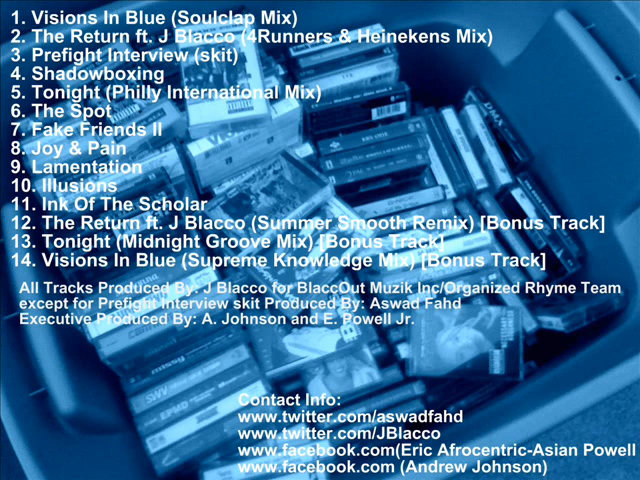 1. Visions In Blue (Soulclap Mix)
2. The Return ft. J Blacco (4Runners & Heinekens Mix)
3. Prefight Interview (skit)
4. Shadowboxing
5. Tonight (Philly International Mix)
6. The Spot
7. Fake Friends II
8. Joy & Pain
9. Lamentation
10. Illusions
11. Ink Of The Scholar
12. The Return ft. J Blacco (Summer Smooth Remix) [Bonus Track]
13. Tonight (Midnight Groove Mix) [Bonus Track]
14. Visions In Blue (Supreme Knowledge Mix) [Bonus Track]
All Tracks Produced By: J Blacco for BlaccOut Muzik Inc/Organized Rhyme Team
except for Prefight Interview skit Produced By: Aswad Fahd
Executive Produced By: A. Johnson and E. Powell Jr.
SWV
EPMD
Contact Info:
www.twitter.com/aswadfahd
www.twitter.com/JBlacco
www.facebook.com(Eric Afrocentric-Asian Powell
www.facebook.com (Andrew Johnson)